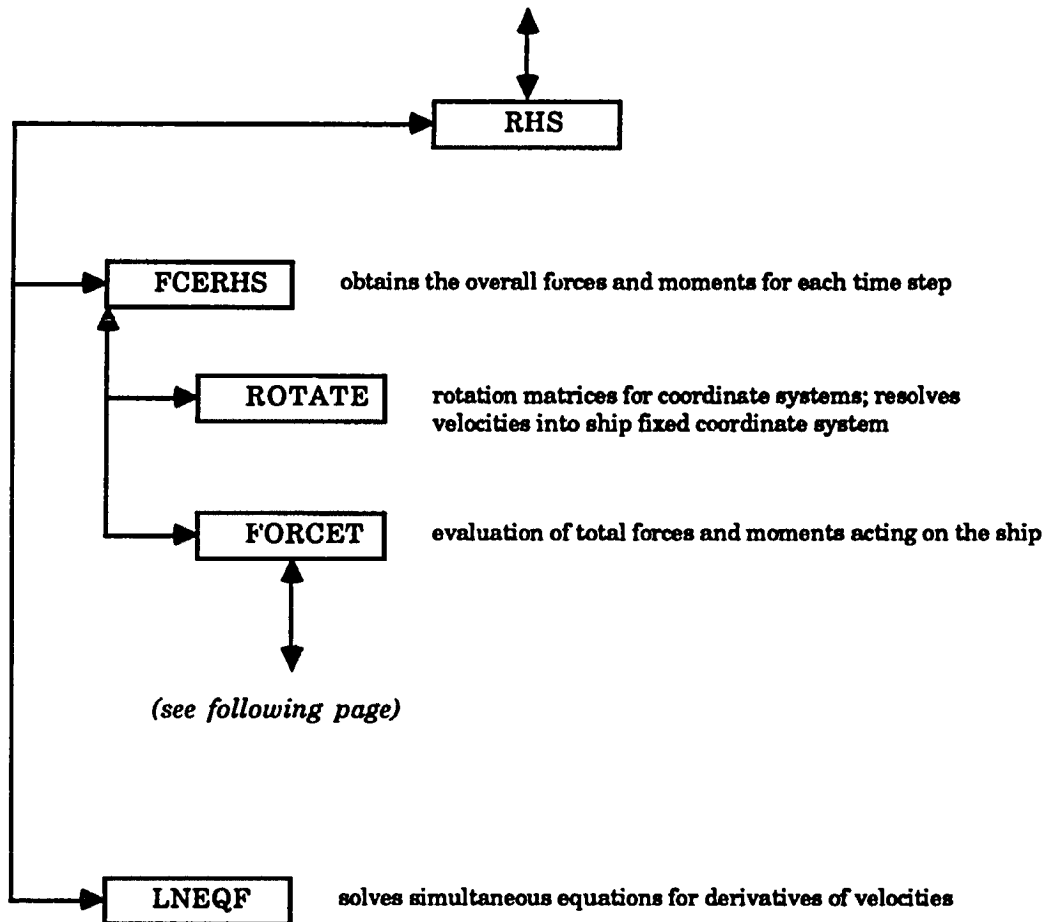 RHS
FCERHS
obtains the overall forces and moments for each time step
ROTATE
rotation matrices for coordinate systems; resolves
velocities into ship fixed coordinate system
FORCET
evaluation of total forces and moments acting on the ship
(see following page)
LNEQF
solves simultaneous equations for derivatives of velocities